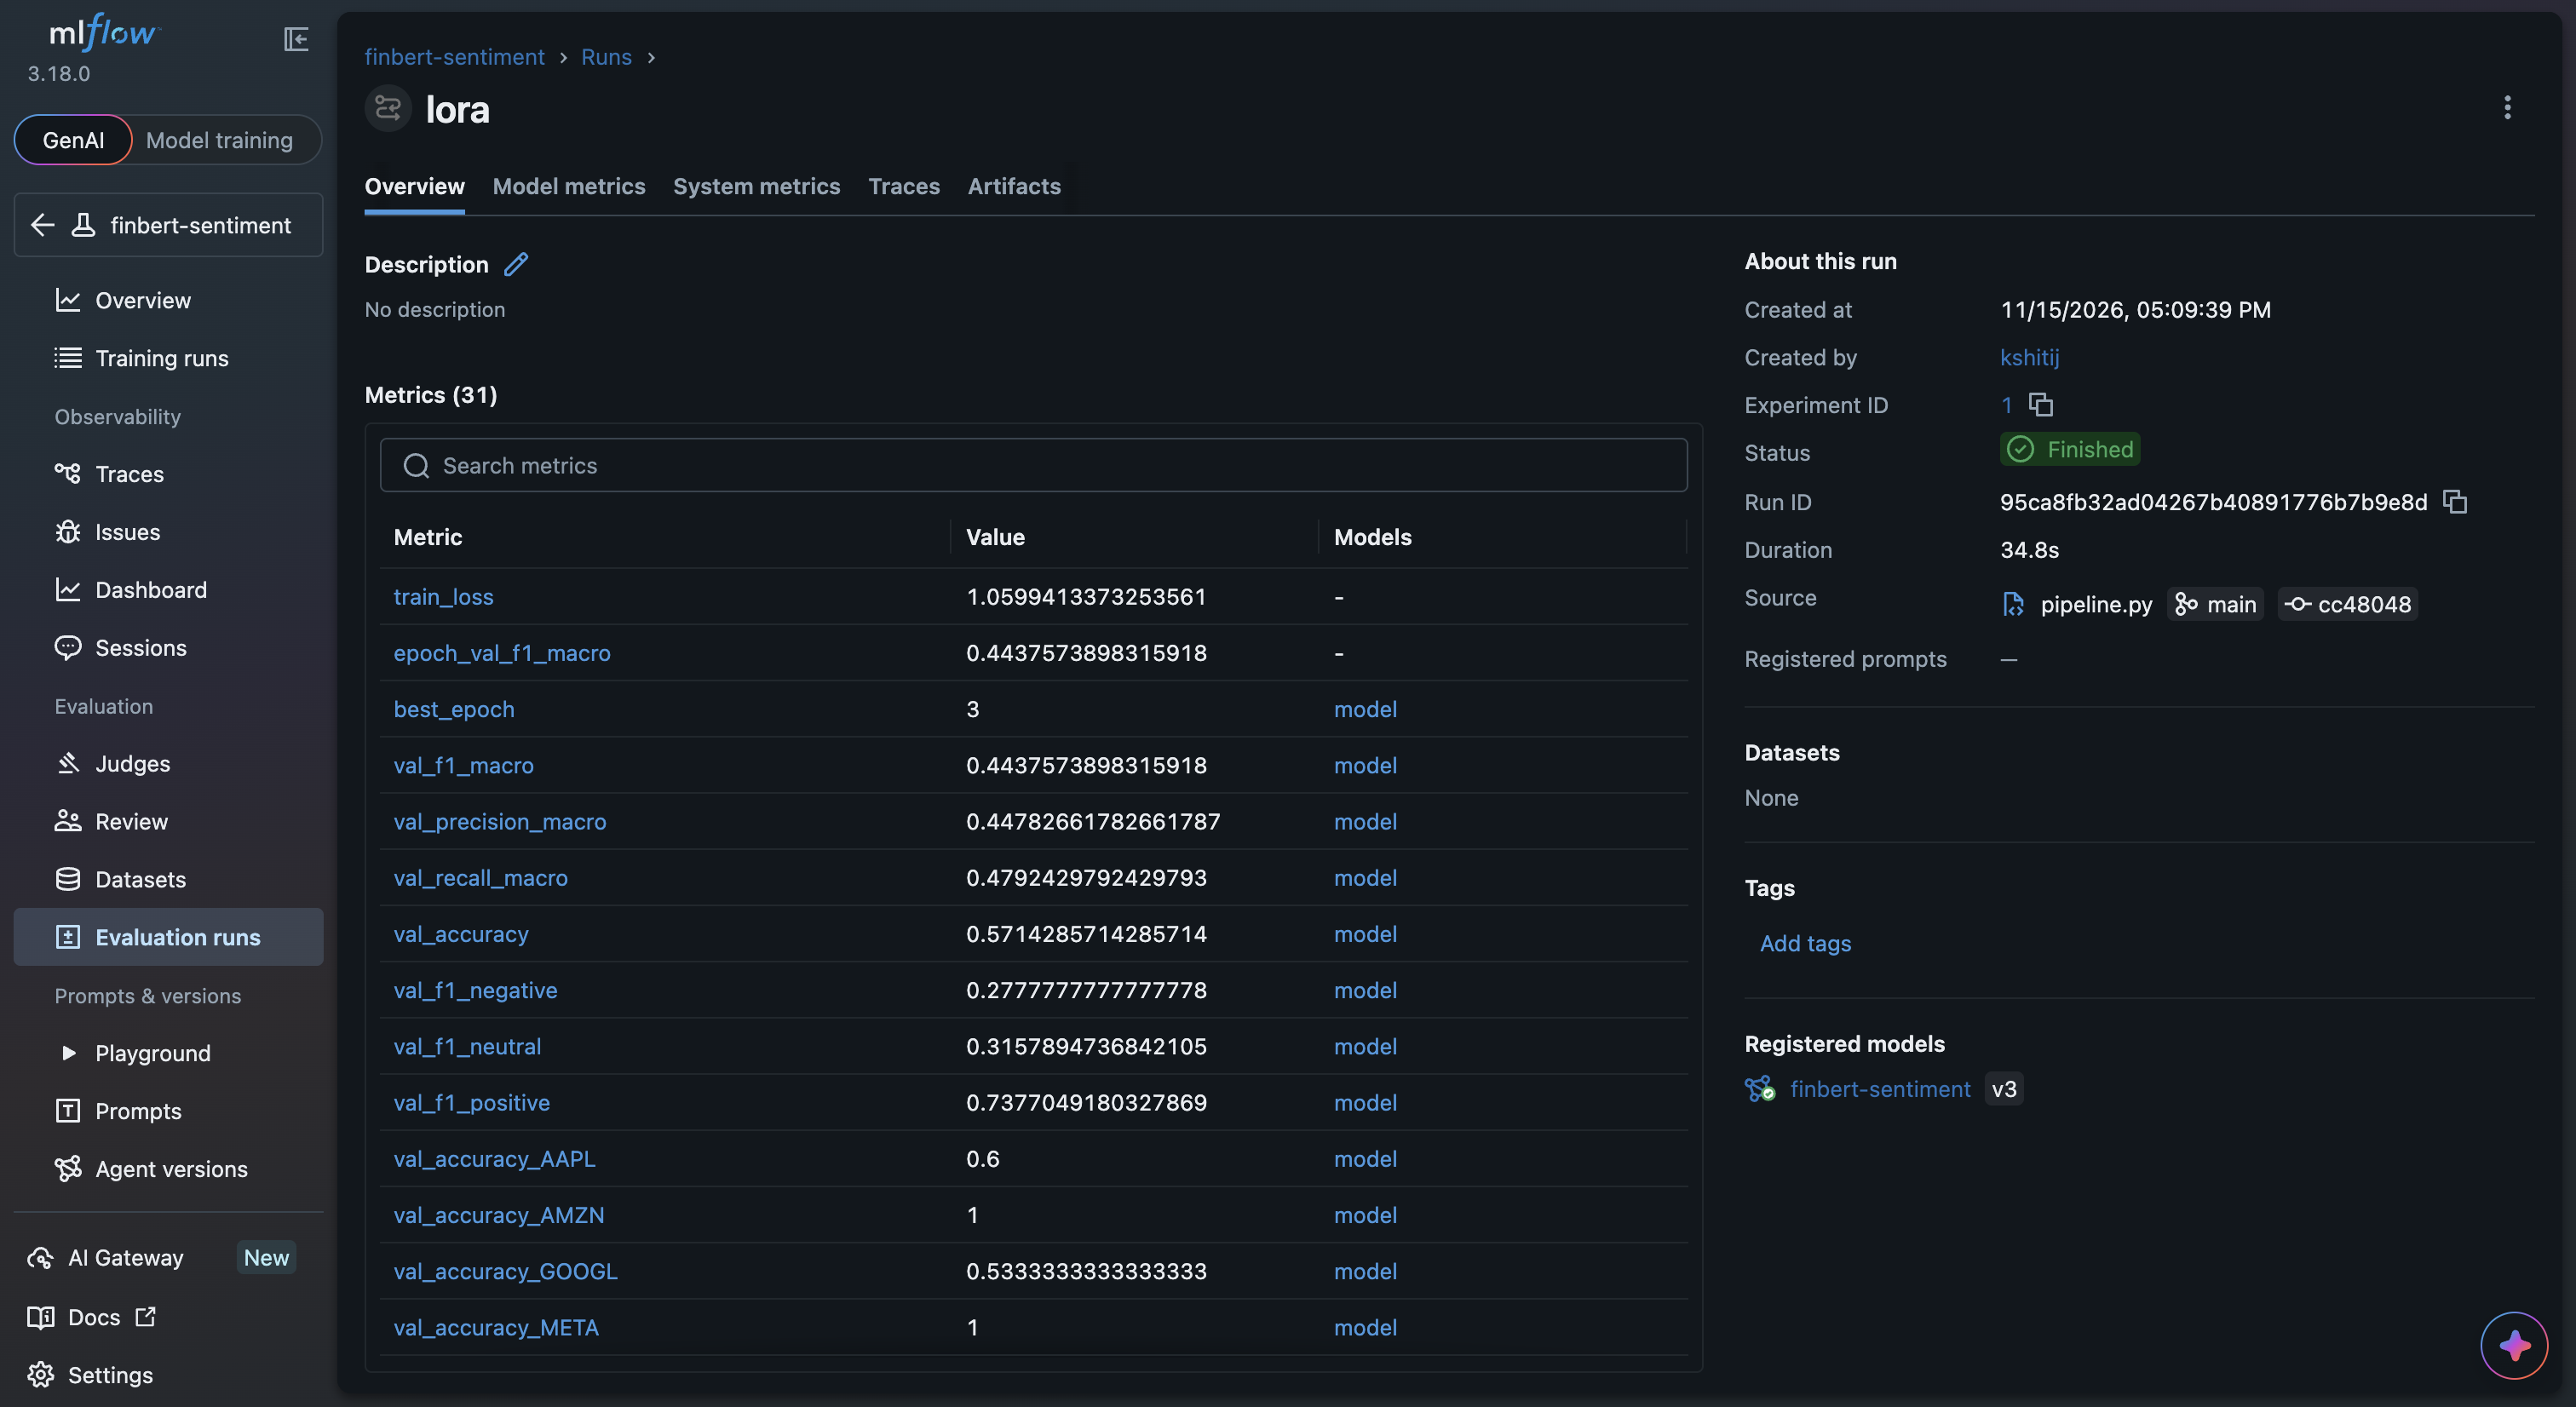 mlflow
3.18.0
GenAI Model training
finbert-sentiment
Overview
Training runs
Observability
Traces
Issues
Dashboard
Sessions
Evaluation
Judges
Review
Datasets
Evaluation runs
Prompts & versions
Playground
Prompts
Agent versions
AI Gateway New
Docs
Settings
finbert-sentiment > Runs >
lora
Overview Model metrics System metrics Traces Artifacts
Description
No description
Metrics (31)
Search metrics
Metric Value Models
train_loss 1.0599413373253561 -
epoch_val_f1_macro 0.4437573898315918 -
best_epoch 3 model
val_f1_macro 0.4437573898315918 model
val_precision_macro 0.44782661782661787 model
val_recall_macro 0.4792429792429793 model
val_accuracy 0.5714285714285714 model
val_f1_negative 0.2777777777777778 model
val_f1_neutral 0.3157894736842105 model
val_f1_positive 0.7377049180327869 model
val_accuracy_AAPL 0.6 model
val_accuracy_AMZN 1 model
val_accuracy_GOOGL 0.5333333333333333 model
val_accuracy_META 1 model
About this run
Created at 11/15/2026, 05:09:39 PM
Created by kshitij
Experiment ID 1
Status Finished
Run ID 95ca8fb32ad04267b40891776b7b9e8d
Duration 34.8s
Source pipeline.py main cc48048
Registered prompts —
Datasets
None
Tags
Add tags
Registered models
finbert-sentiment v3